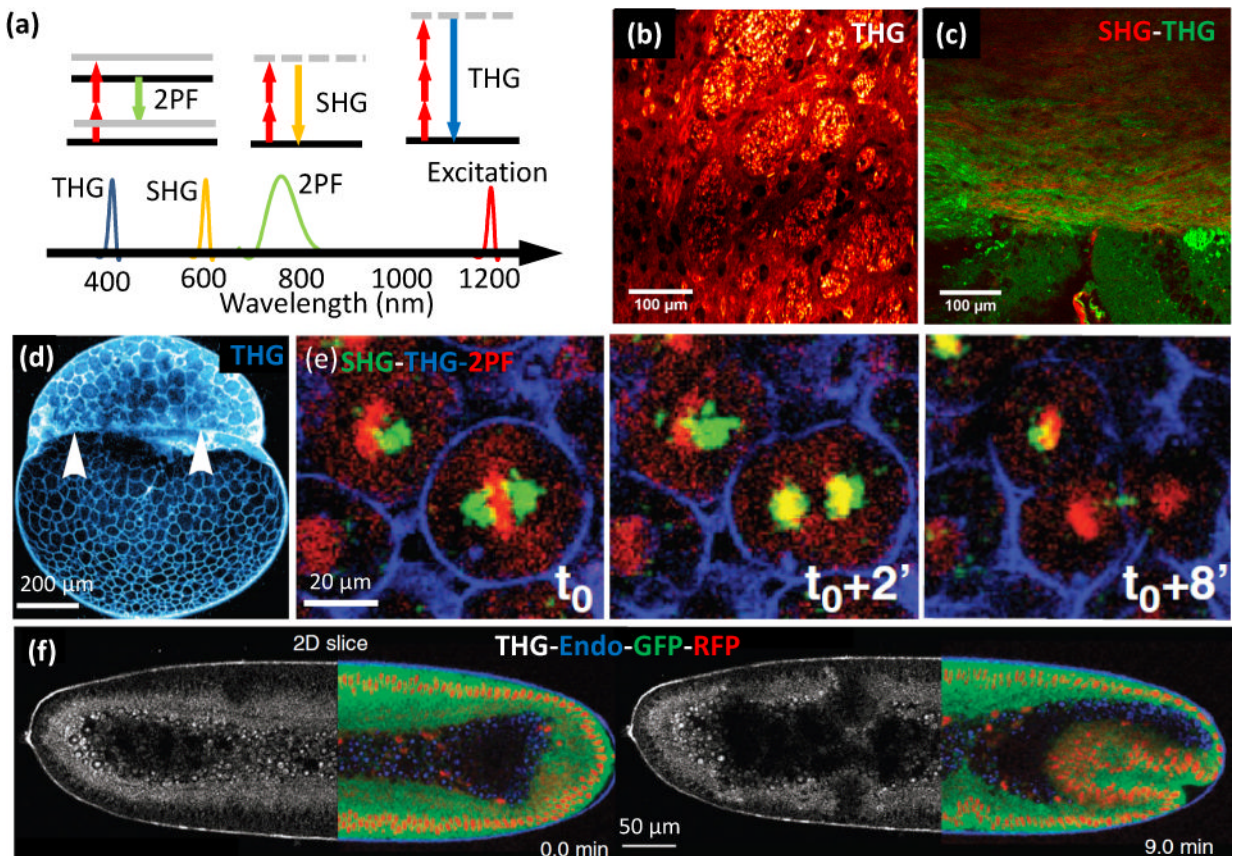 (a)
2PF
SHG
THG
THG
SHG
2PF
Excitation
400
600
800
1000
1200
Wavelength (nm)
(b)
THG
100 µm
(c)
SHG-THG
100 µm
(d)
THG
200 µm
(e)
SHG-THG-2PF
20 µm
t0
t0+2’
t0+8’
(f)
2D slice
THG-Endo-GFP-RFP
0.0 min
50 µm
9.0 min